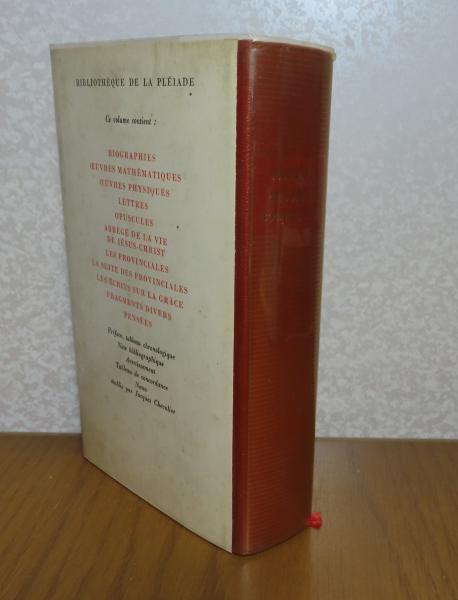 BIBLIOTHÈQUE DE LA PLÉIADE
Ce volume contient :
BIOGRAPHIES
ŒUVRES MATHÉMATIQUES
ŒUVRES PHYSIQUES
LETTRES
OPUSCULES
ABRÉGÉ DE LA VIE
DE JÉSUS-CHRIST
LES PROVINCIALES
LA SUITE DES PROVINCIALES
LES ÉCRITS SUR LA GRÂCE
FRAGMENTS DIVERS
PENSÉES
Préface, tableau chronologique
Note bibliographique
Avertissement
Tableau de concordance
Notes
établis par Jacques Chevalier